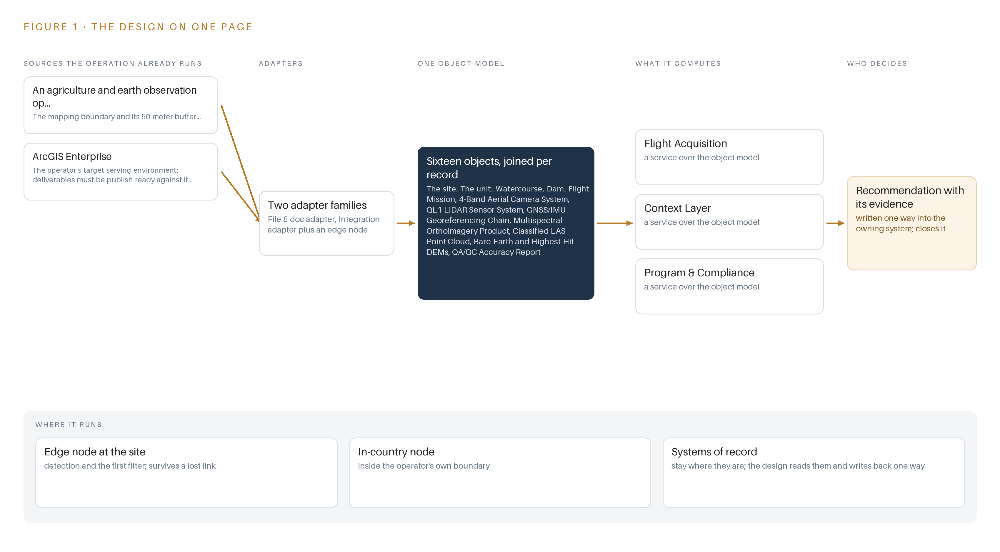 FIGURE 1 · THE DESIGN ON ONE PAGE
SOURCES THE OPERATION ALREADY RUNS
An agriculture and earth observation
op...
The mapping boundary and its 50-meter buffer...
ArcGIS Enterprise
The operator's target serving environment;
deliverables must be publish-ready against it...
ADAPTERS
Two adapter families
File & doc adapter, Integration
adapter plus an edge node
ONE OBJECT MODEL
Sixteen objects, joined per
record
The site, The unit, Watercourse, Dam, Flight
Mission, 4-Band Aerial Camera System,
QL1 LiDAR Sensor System, GNSS/IMU
Georeferencing Chain, Multispectral
Orthoimagery Product, Classified LAS
Point Cloud, Bare-Earth and Highest-Hit
DEMs, QA/QC Accuracy Report
WHAT IT COMPUTES
Flight Acquisition
a service over the object model
Context Layer
a service over the object model
Program & Compliance
a service over the object model
WHO DECIDES
Recommendation with
its evidence
written one way into the
owning system; closes it
WHERE IT RUNS
Edge node at the site
detection and the first filter; survives a lost link
In-country node
inside the operator's own boundary
Systems of record
stay where they are; the design reads them and writes back one way